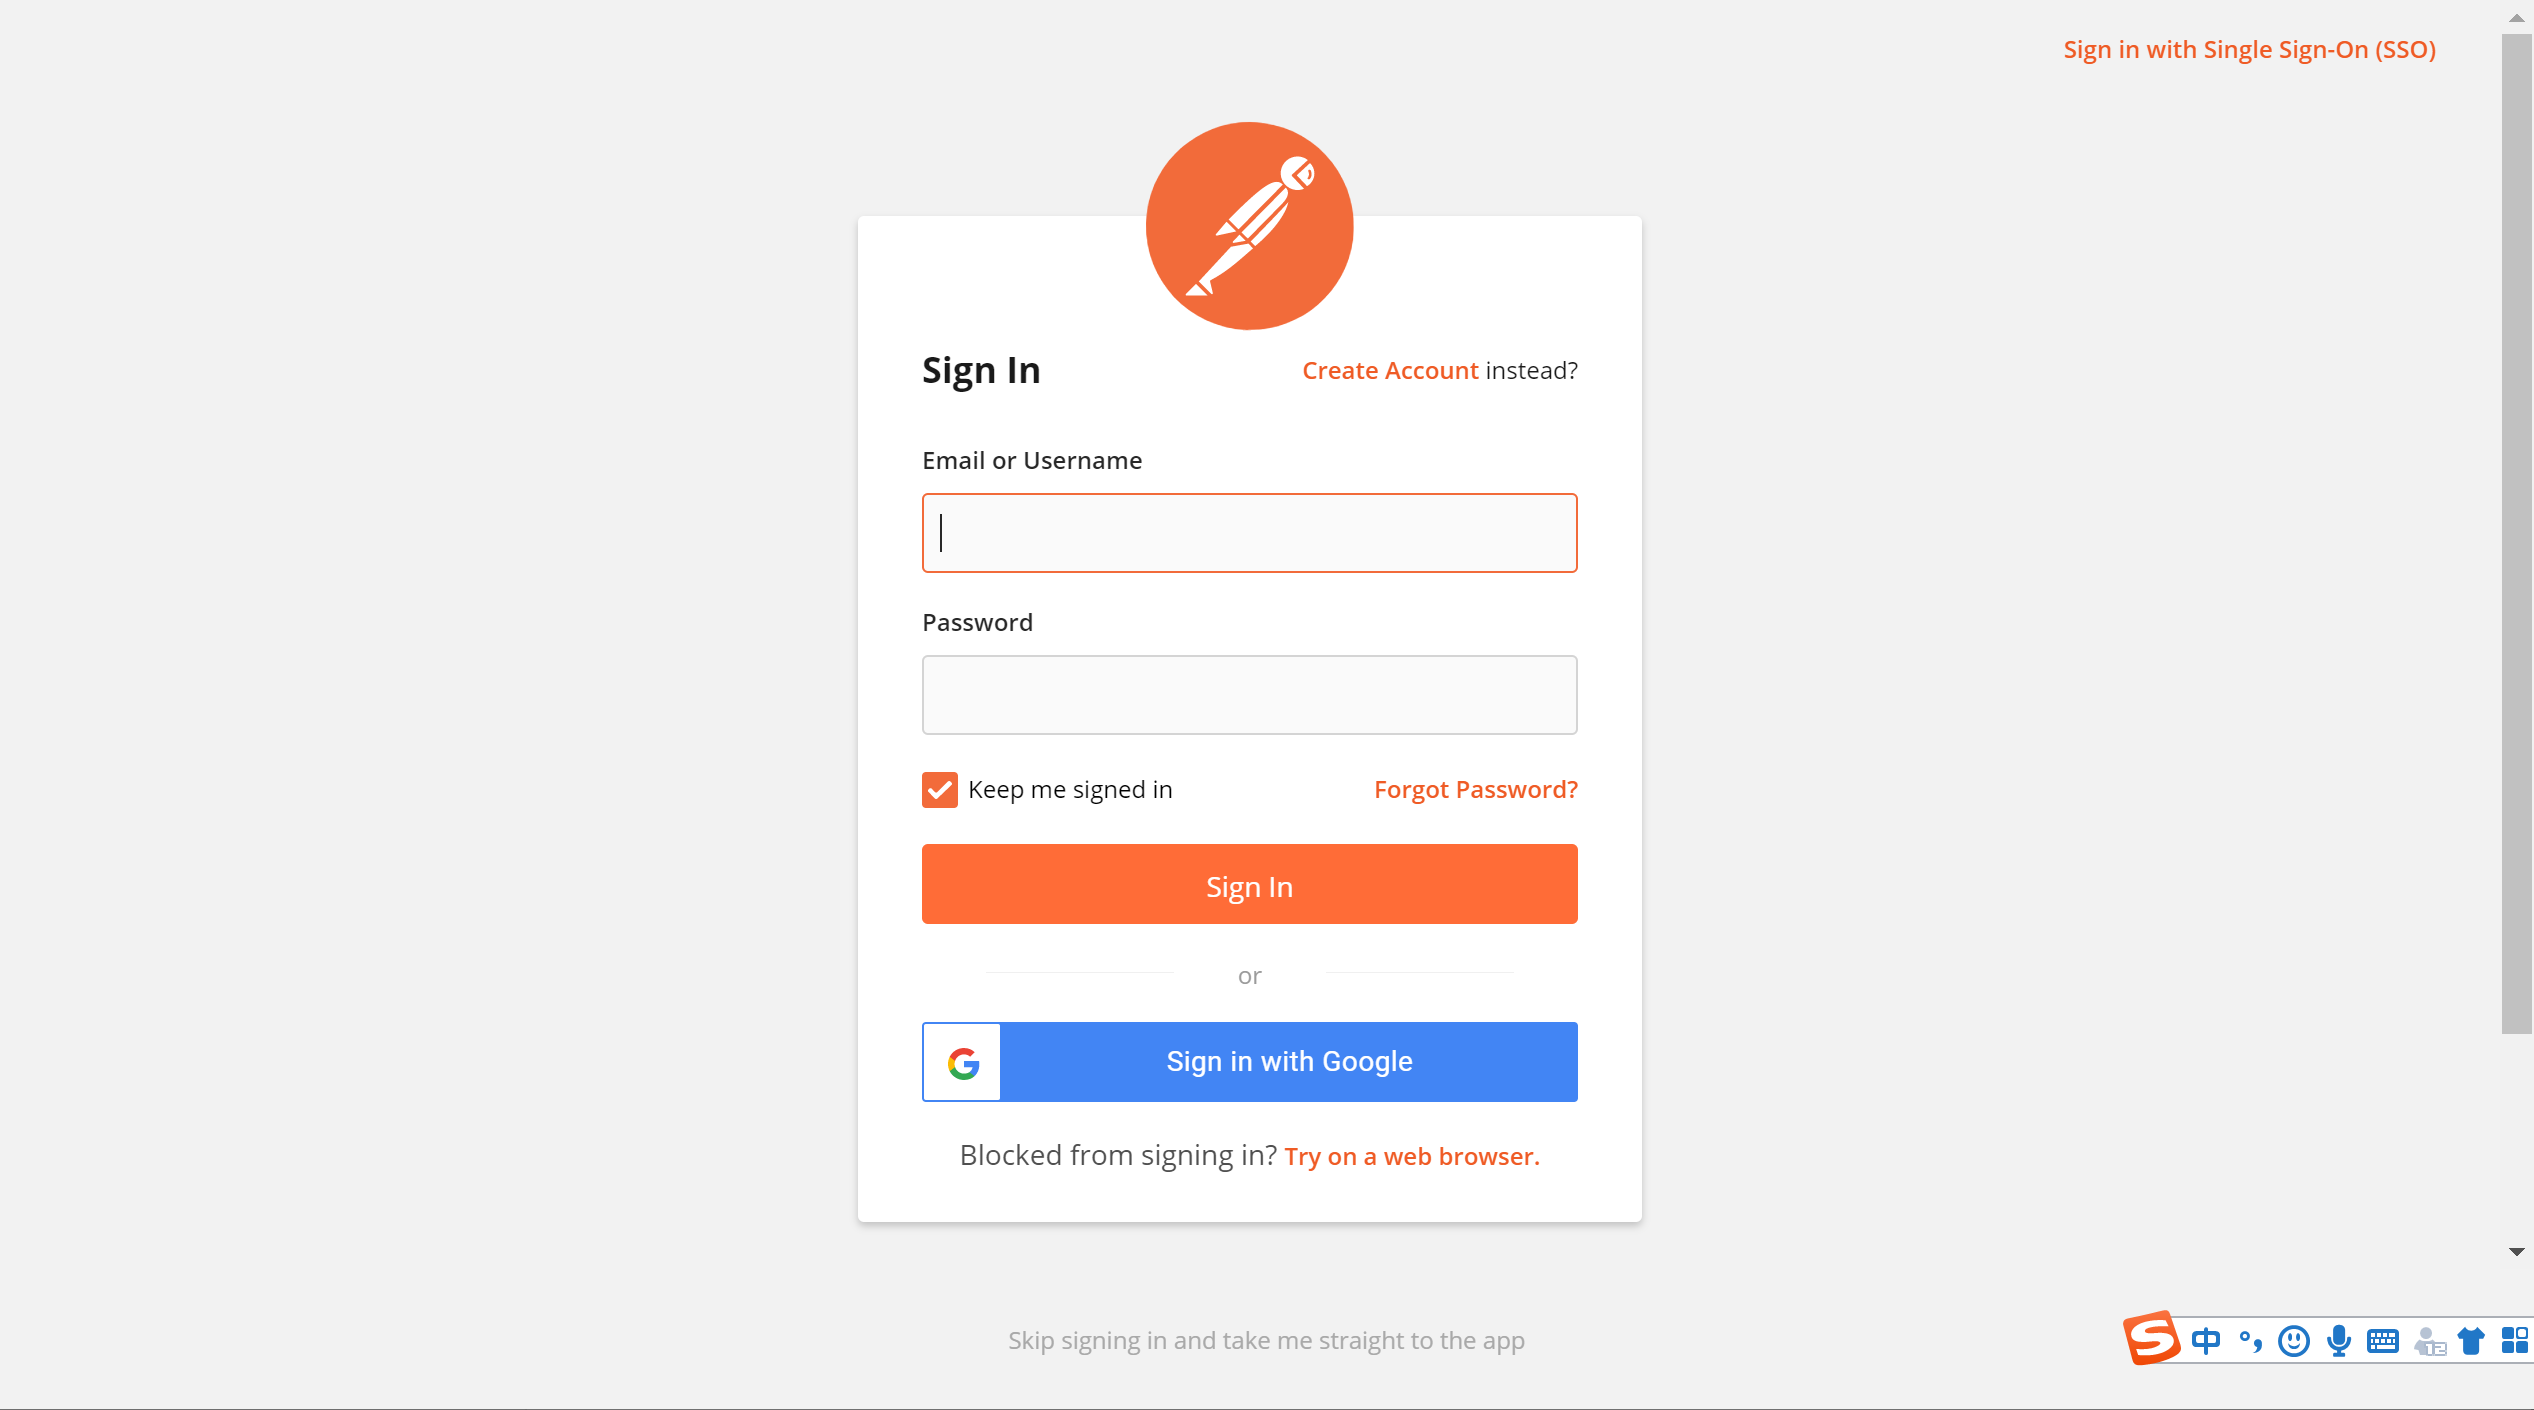 Sign in with Single Sign-On (SSO)
Sign In
Create Account instead?
Email or Username
Password
Keep me signed in
Forgot Password?
Sign In
or
Sign in with Google
Blocked from signing in? Try on a web browser.
Skip signing in and take me straight to the app
中